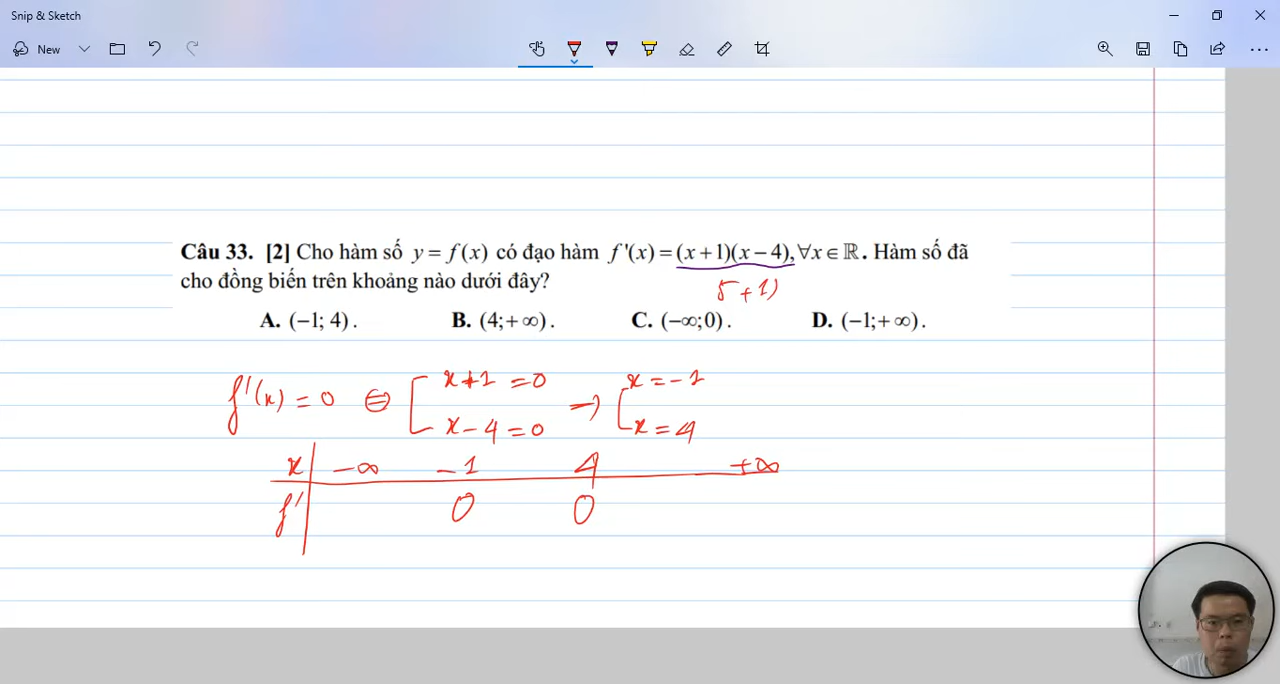 Snip & Sketch
New
Câu 33. [2] Cho hàm số y = f(x) có đạo hàm f'(x) = (x+1)(x−4), ∀x ∈ ℝ. Hàm số đã
cho đồng biến trên khoảng nào dưới đây?
5+1)
A. (−1; 4). B. (4;+∞). C. (−∞;0). D. (−1;+∞).
f'(x) = 0 ⇔ [ x+1 = 0 → [ x = −1
x−4 = 0 x = 4
x −∞ −1 4 +∞
f' 0 0